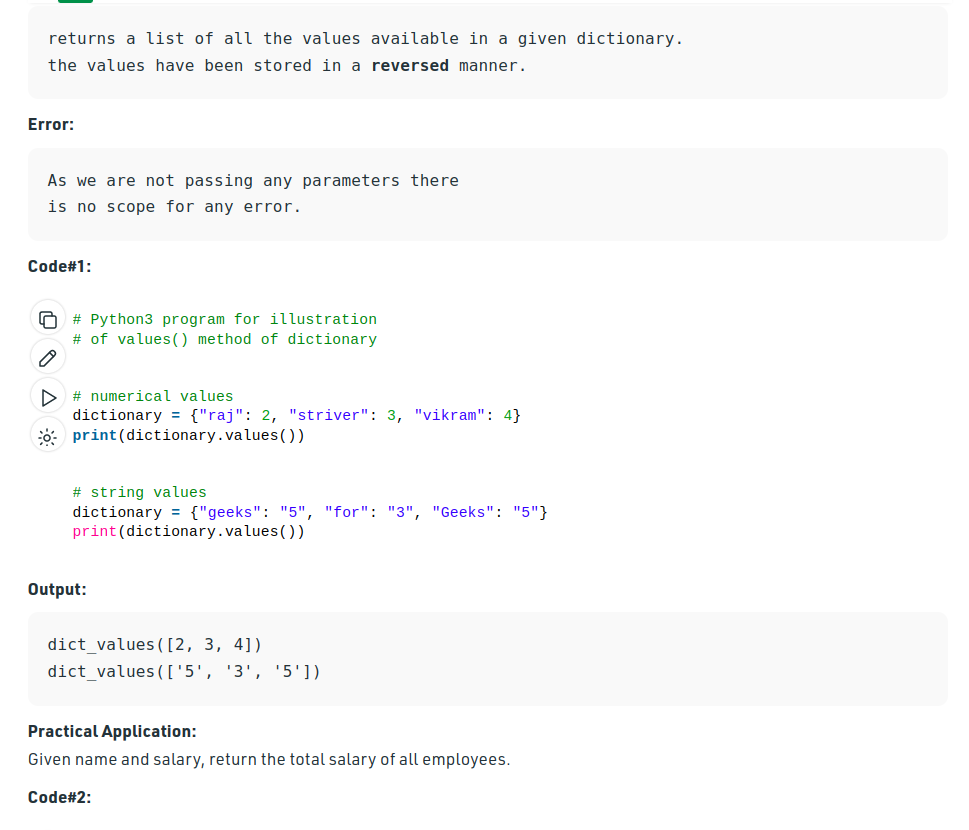 returns a list of all the values available in a given dictionary.
the values have been stored in a reversed manner.
Error:
As we are not passing any parameters there
is no scope for any error.
Code#1:
# Python3 program for illustration
# of values() method of dictionary
# numerical values
dictionary = {"raj": 2, "striver": 3, "vikram": 4}
print(dictionary.values())
# string values
dictionary = {"geeks": "5", "for": "3", "Geeks": "5"}
print(dictionary.values())
Output:
dict_values([2, 3, 4])
dict_values(['5', '3', '5'])
Practical Application:
Given name and salary, return the total salary of all employees.
Code#2: